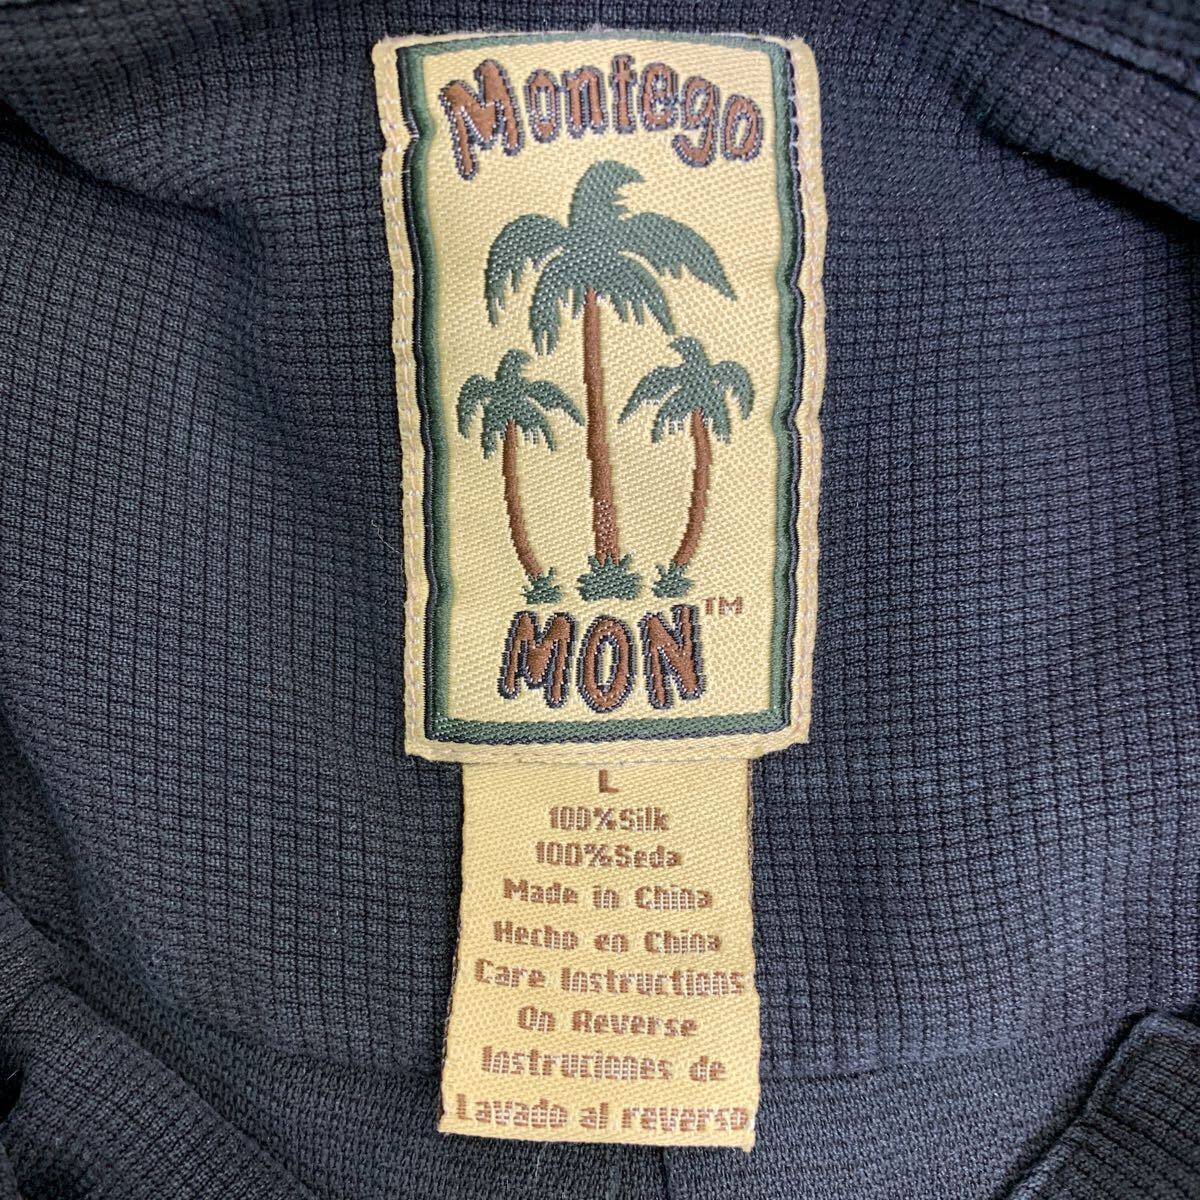 Montego
MON™
L
100%Silk
100%Seda
Made in China
Hecho en China
Care Instructions
On Reverse
Instruciones de
Lavado al reverso